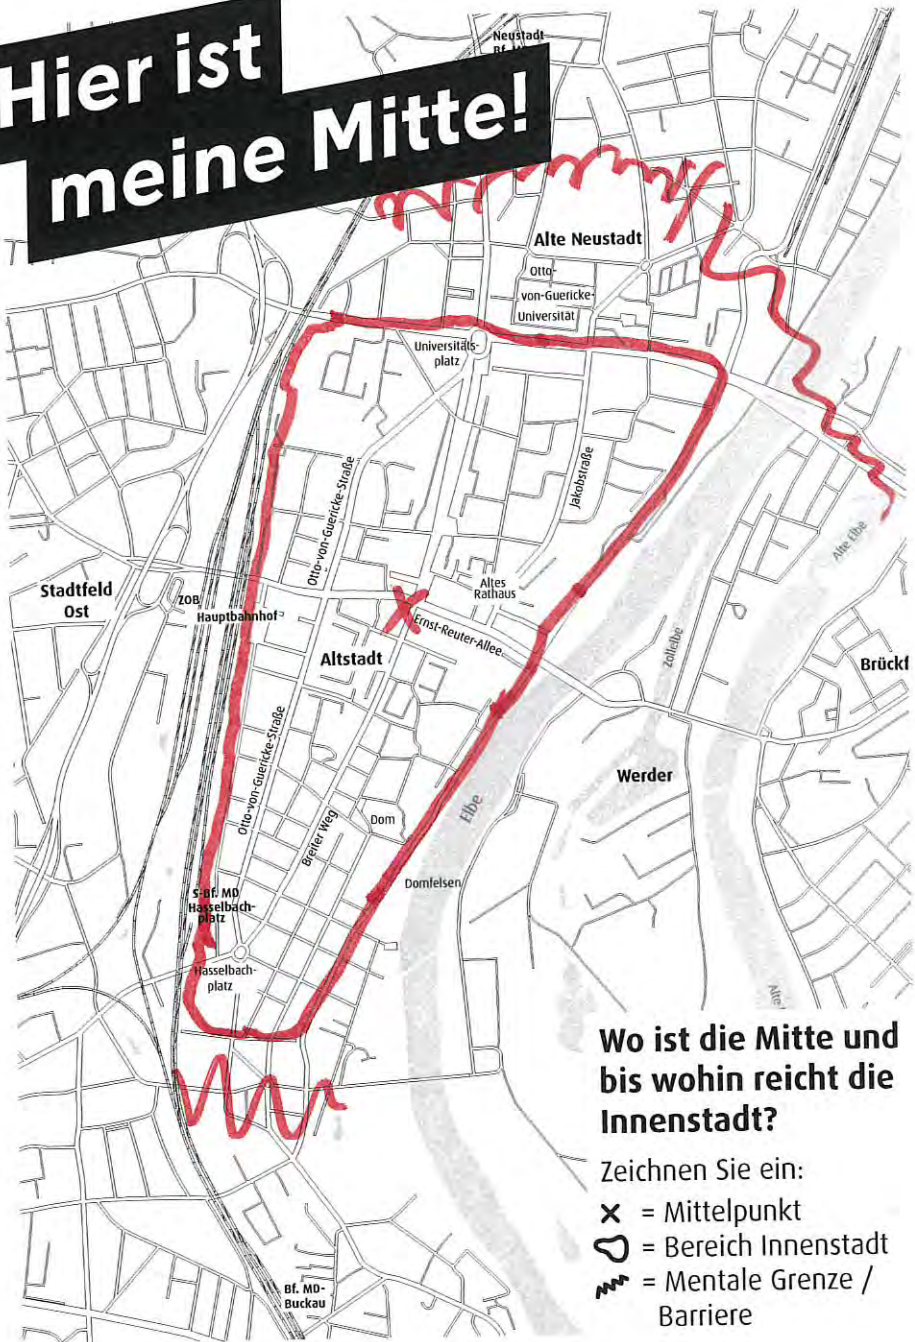 Hier ist
meine Mitte!
Neustadt
Alte Neustadt
Otto-
von-Guericke-
Universität
Universitäts-
platz
Jakobstraße
Otto-von-Guericke-Straße
Alte Elbe
Stadtfeld
Ost
ZOB
Hauptbahnhof
Altes
Rathaus
Ernst-Reuter-Allee
Altstadt
Zollelbe
Brückf
Otto-von-Guericke-Straße
Werder
Elbe
Breiter Weg
Dom
Domfelsen
S-Bf. MD
Hasselbach-
platz
Hasselbach-
platz
Alte
Wo ist die Mitte und
bis wohin reicht die
Innenstadt?
Zeichnen Sie ein:
x = Mittelpunkt
= Bereich Innenstadt
= Mentale Grenze /
Barriere
Bf. MD-
Buckau